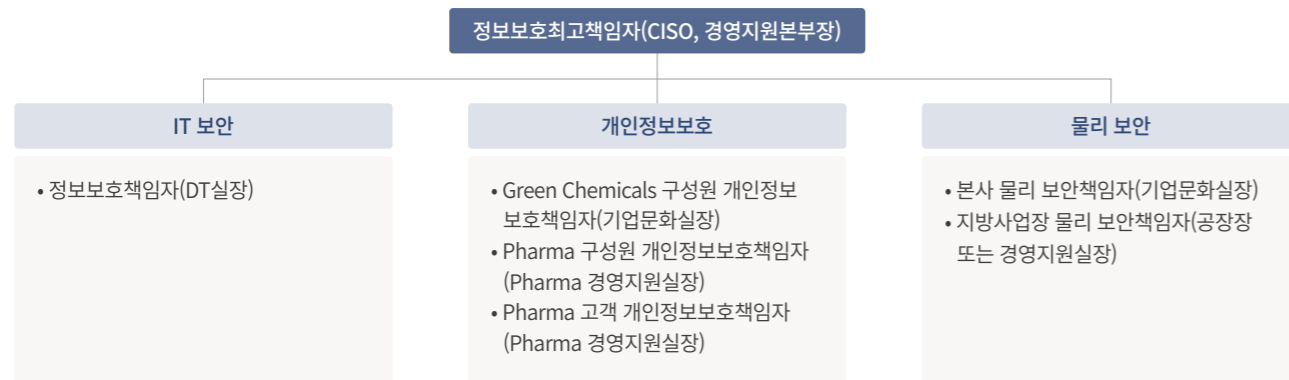 정보보호최고책임자(CISO, 경영지원본부장)
IT 보안
• 정보보호책임자(DT실장)
개인정보보호
• Green Chemicals 구성원 개인정보
보호책임자(기업문화실장)
• Pharma 구성원 개인정보보호책임자
(Pharma 경영지원실장)
• Pharma 고객 개인정보보호책임자
(Pharma 경영지원실장)
물리 보안
• 본사 물리 보안책임자(기업문화실장)
• 지방사업장 물리 보안책임자(공장장
또는 경영지원실장)